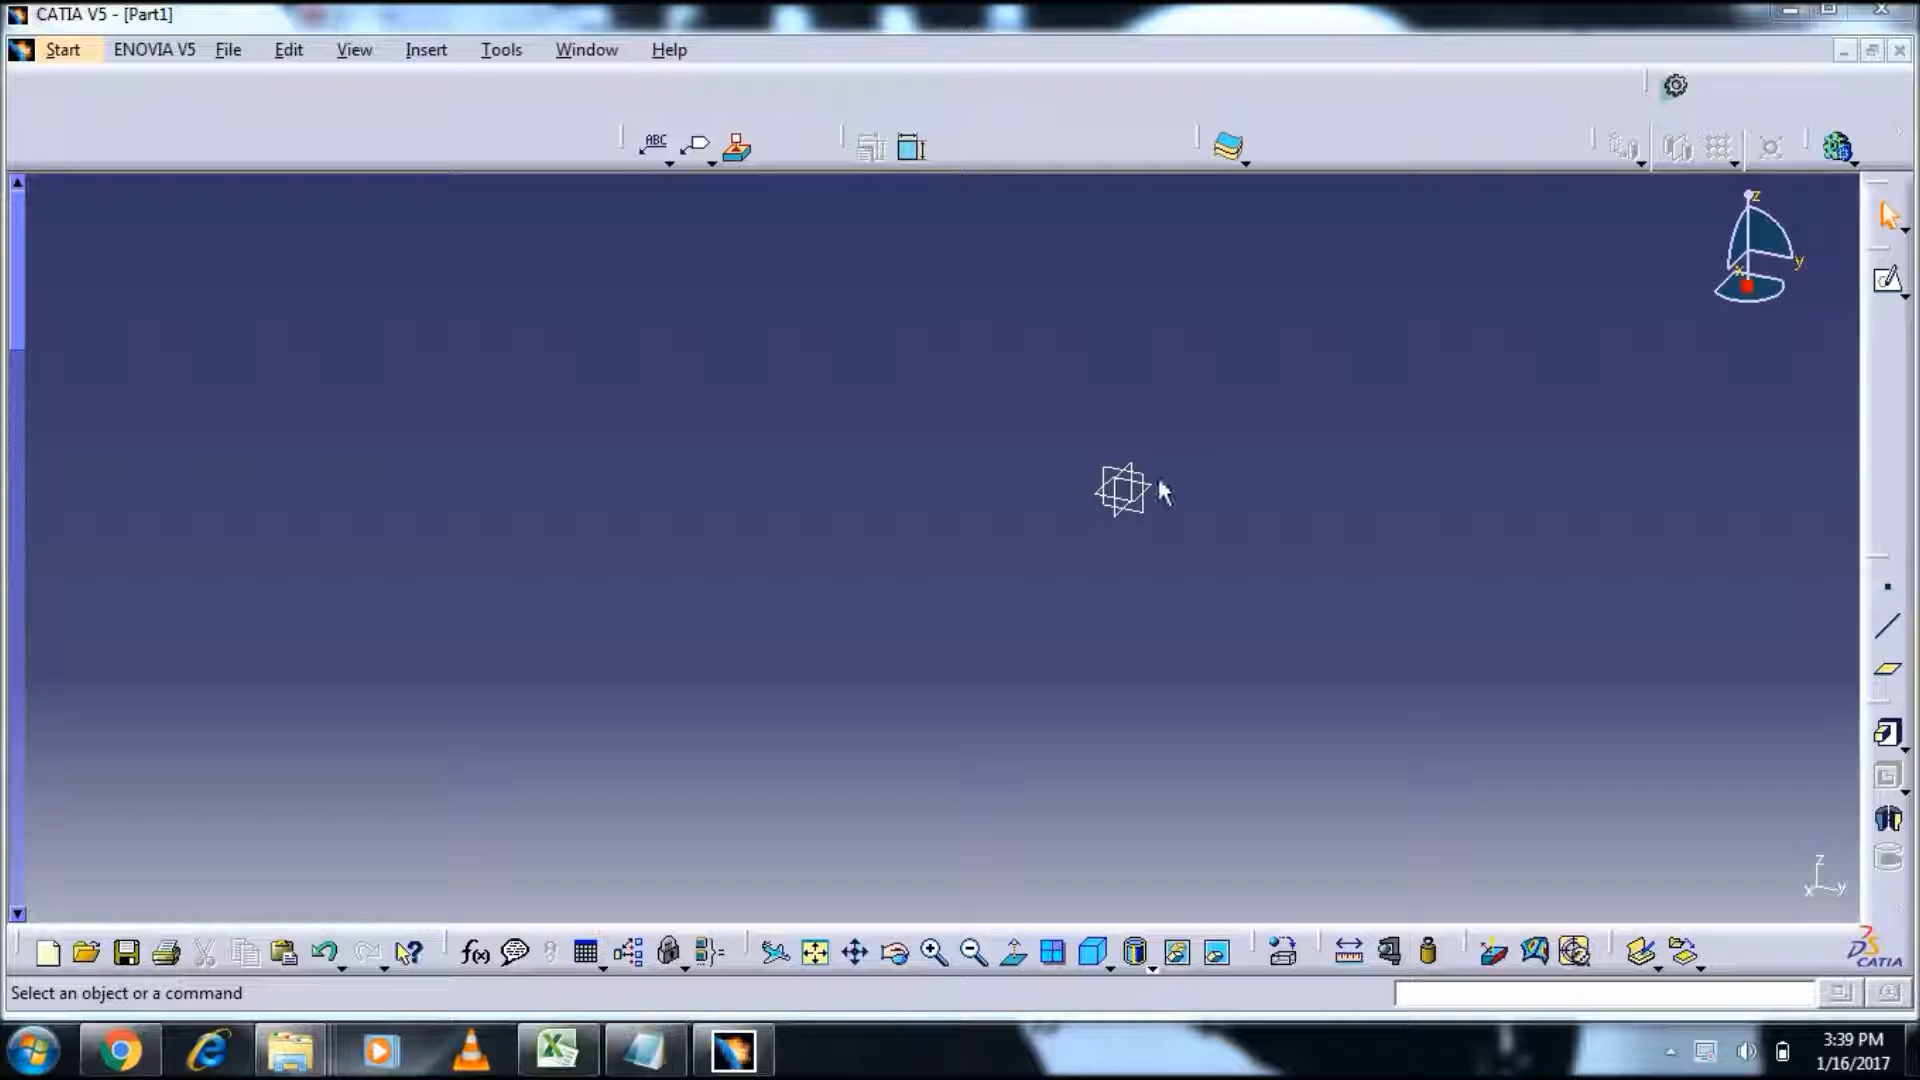 CATIA V5 - [Part1]
Start ENOVIA V5 File Edit View Insert Tools Window Help
ABC
z
y
x
z
x y
f(x)
CATIA
Select an object or a command
3:39 PM
1/16/2017